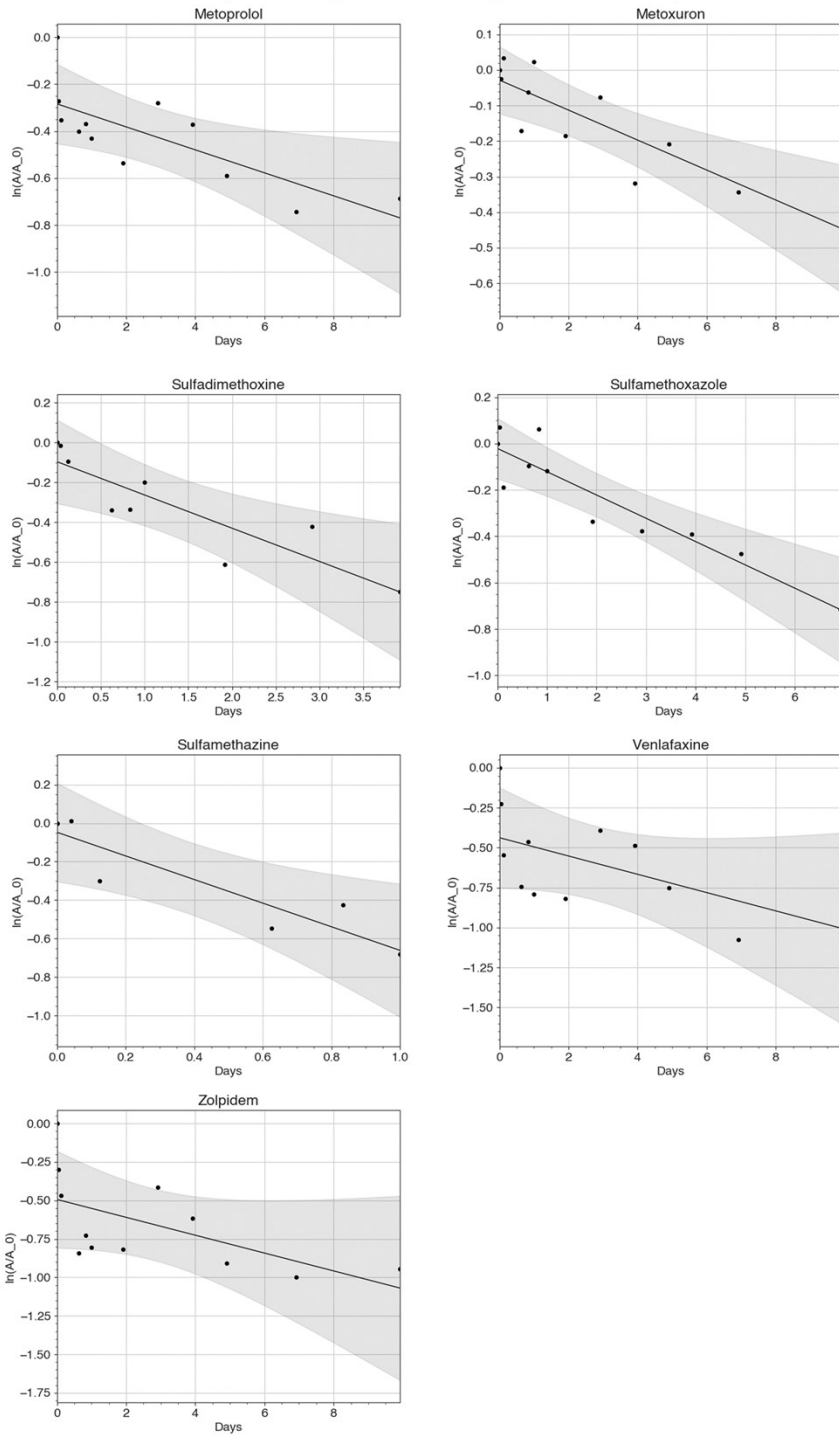 Metoprolol
0.0
−0.2
−0.4
−0.6
−0.8
−1.0
ln(A/A_0)
0 2 4 6 8
Days
Metoxuron
0.1
0.0
−0.1
−0.2
−0.3
−0.4
−0.5
−0.6
ln(A/A_0)
0 2 4 6 8
Days
Sulfadimethoxine
0.2
0.0
−0.2
−0.4
−0.6
−0.8
−1.0
−1.2
ln(A/A_0)
0.0 0.5 1.0 1.5 2.0 2.5 3.0 3.5
Days
Sulfamethoxazole
0.2
0.0
−0.2
−0.4
−0.6
−0.8
−1.0
ln(A/A_0)
0 1 2 3 4 5 6
Days
Sulfamethazine
0.2
0.0
−0.2
−0.4
−0.6
−0.8
−1.0
ln(A/A_0)
0.0 0.2 0.4 0.6 0.8 1.0
Days
Venlafaxine
0.00
−0.25
−0.50
−0.75
−1.00
−1.25
−1.50
ln(A/A_0)
0 2 4 6 8
Days
Zolpidem
0.00
−0.25
−0.50
−0.75
−1.00
−1.25
−1.50
−1.75
ln(A/A_0)
0 2 4 6 8
Days